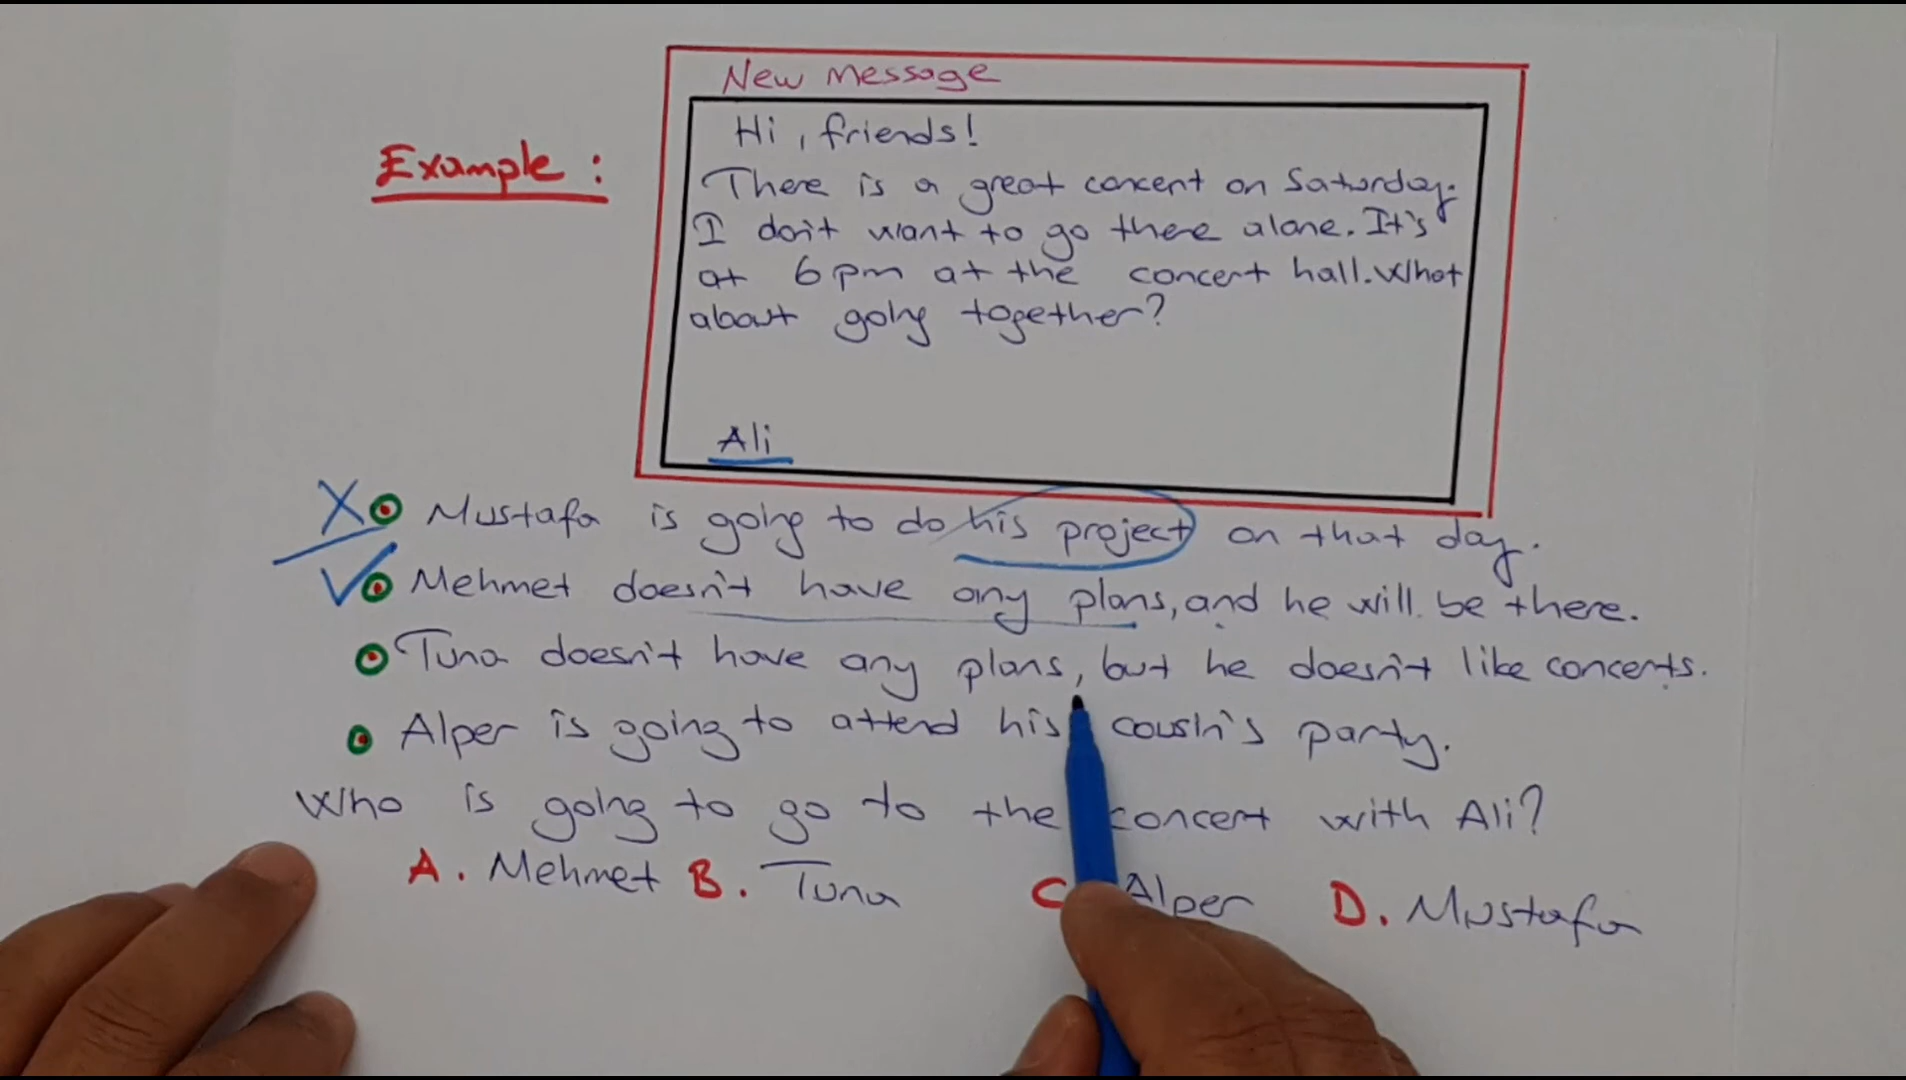 New message
Hi, friends!
Example:
There is a great concert on Saturday.
I don't want to go there alone. It's
at 6 pm at the concert hall. What
about going together?
Ali
Mustafa is going to do his project on that day.
Mehmet doesn't have any plans, and he will be there.
Tuna doesn't have any plans, but he doesn't like concerts.
Alper is going to attend his cousin's party.
Who is going to go to the concert with Ali?
A. Mehmet B. Tuna C Alper D. Mustafa